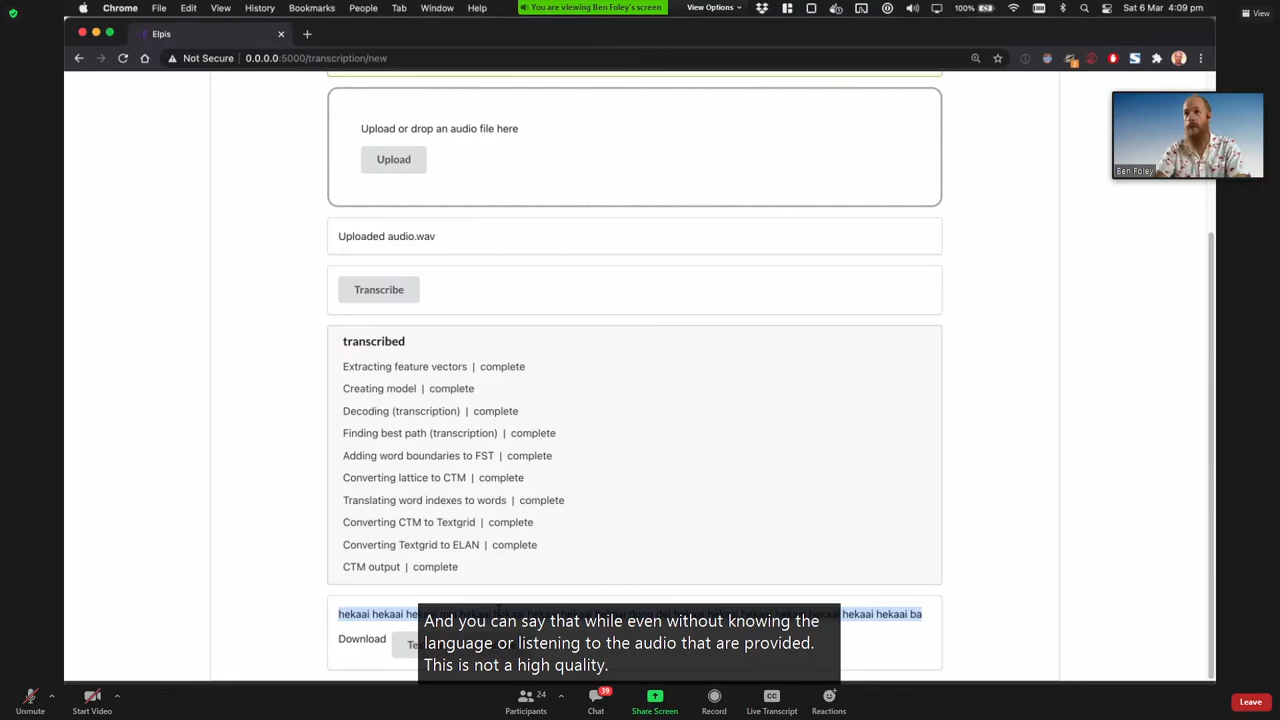 Chrome File Edit View History Bookmarks People Tab Window Help
You are viewing Ben Foley's screen
View Options
100%
Sat 6 Mar 4:09 pm
View
Elpis
Not Secure | 0.0.0.0:5000/transcription/new
Upload or drop an audio file here
Upload
Ben Foley
Uploaded audio.wav
Transcribe
transcribed
Extracting feature vectors | complete
Creating model | complete
Decoding (transcription) | complete
Finding best path (transcription) | complete
Adding word boundaries to FST | complete
Converting lattice to CTM | complete
Translating word indexes to words | complete
Converting CTM to Textgrid | complete
Converting Textgrid to ELAN | complete
CTM output | complete
hekaai hekaai hekaai hekaai ba
Download
And you can say that while even without knowing the
language or listening to the audio that are provided.
This is not a high quality.
Unmute Start Video
24 39
Participants Chat Share Screen Record
CC
Live Transcript Reactions
Leave